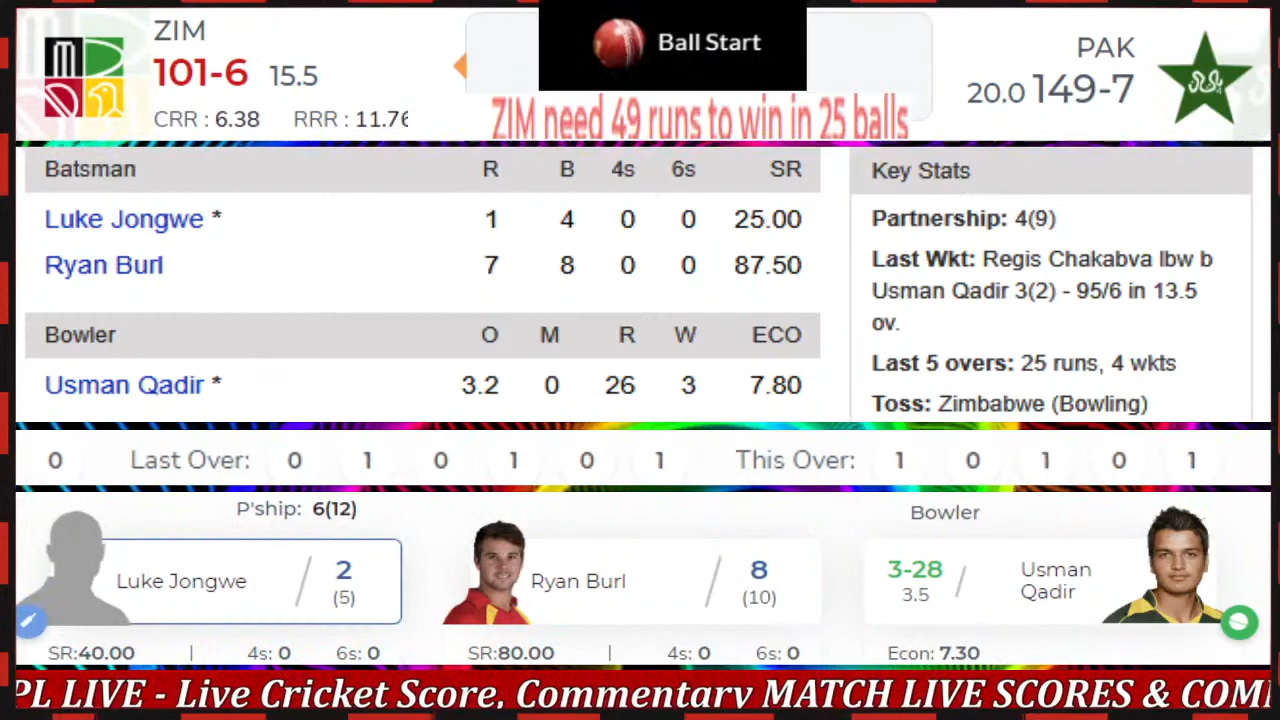 ZIM
101-6 15.5
CRR : 6.38 RRR : 11.76
Ball Start
ZIM need 49 runs to win in 25 balls
PAK
20.0 149-7
Batsman R B 4s 6s SR
Luke Jongwe * 1 4 0 0 25.00
Ryan Burl 7 8 0 0 87.50
Bowler O M R W ECO
Usman Qadir * 3.2 0 26 3 7.80
Key Stats
Partnership: 4(9)
Last Wkt: Regis Chakabva lbw b
Usman Qadir 3(2) - 95/6 in 13.5
ov.
Last 5 overs: 25 runs, 4 wkts
Toss: Zimbabwe (Bowling)
0 Last Over: 0 1 0 1 0 1 This Over: 1 0 1 0 1
P'ship: 6(12)
Luke Jongwe 2
(5)
SR:40.00 | 4s: 0 6s: 0
Ryan Burl 8
(10)
SR:80.00 | 4s: 0 6s: 0
Bowler
3-28
3.5
Usman
Qadir
Econ: 7.30
PL LIVE - Live Cricket Score, Commentary MATCH LIVE SCORES & COM